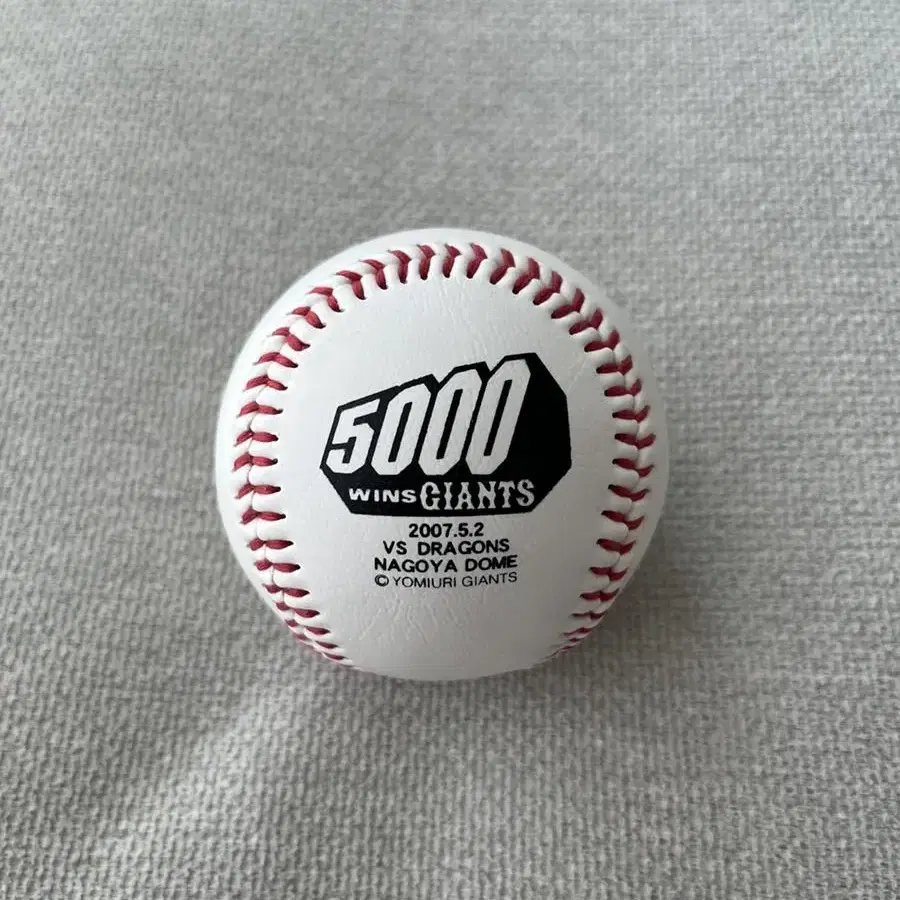 5000
WINS GIANTS
2007.5.2
VS DRAGONS
NAGOYA DOME
© YOMIURI GIANTS